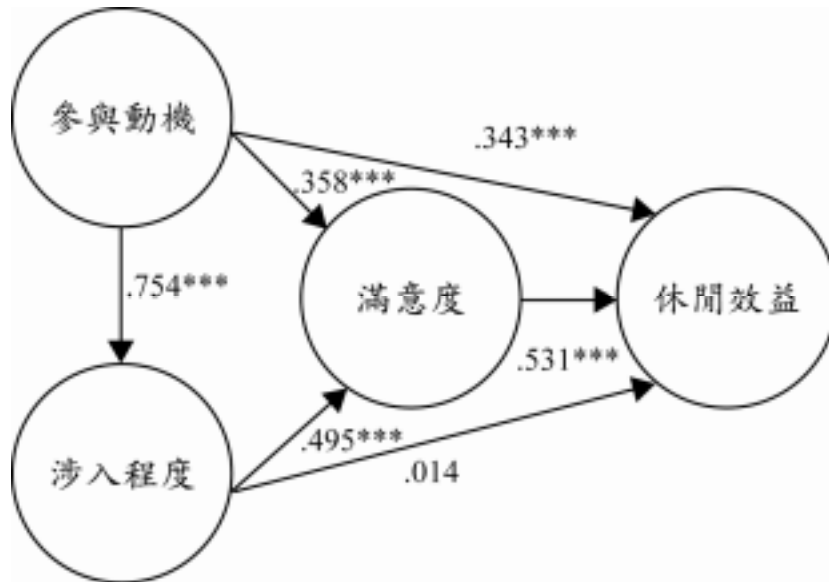 參與動機
.343***
.358***
.754***
滿意度
休閒效益
.531***
.495***
涉入程度
.014